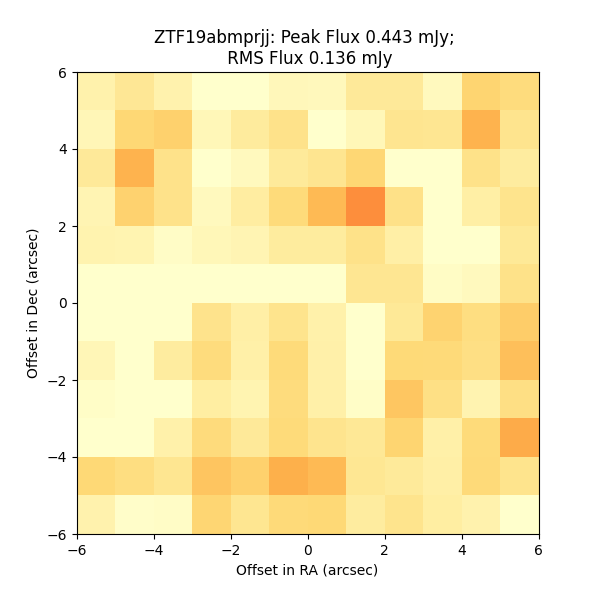 ZTF19abmprjj: Peak Flux 0.443 mJy;
RMS Flux 0.136 mJy
6
4
2
0
−2
−4
−6
Offset in Dec (arcsec)
−6 −4 −2 0 2 4 6
Offset in RA (arcsec)